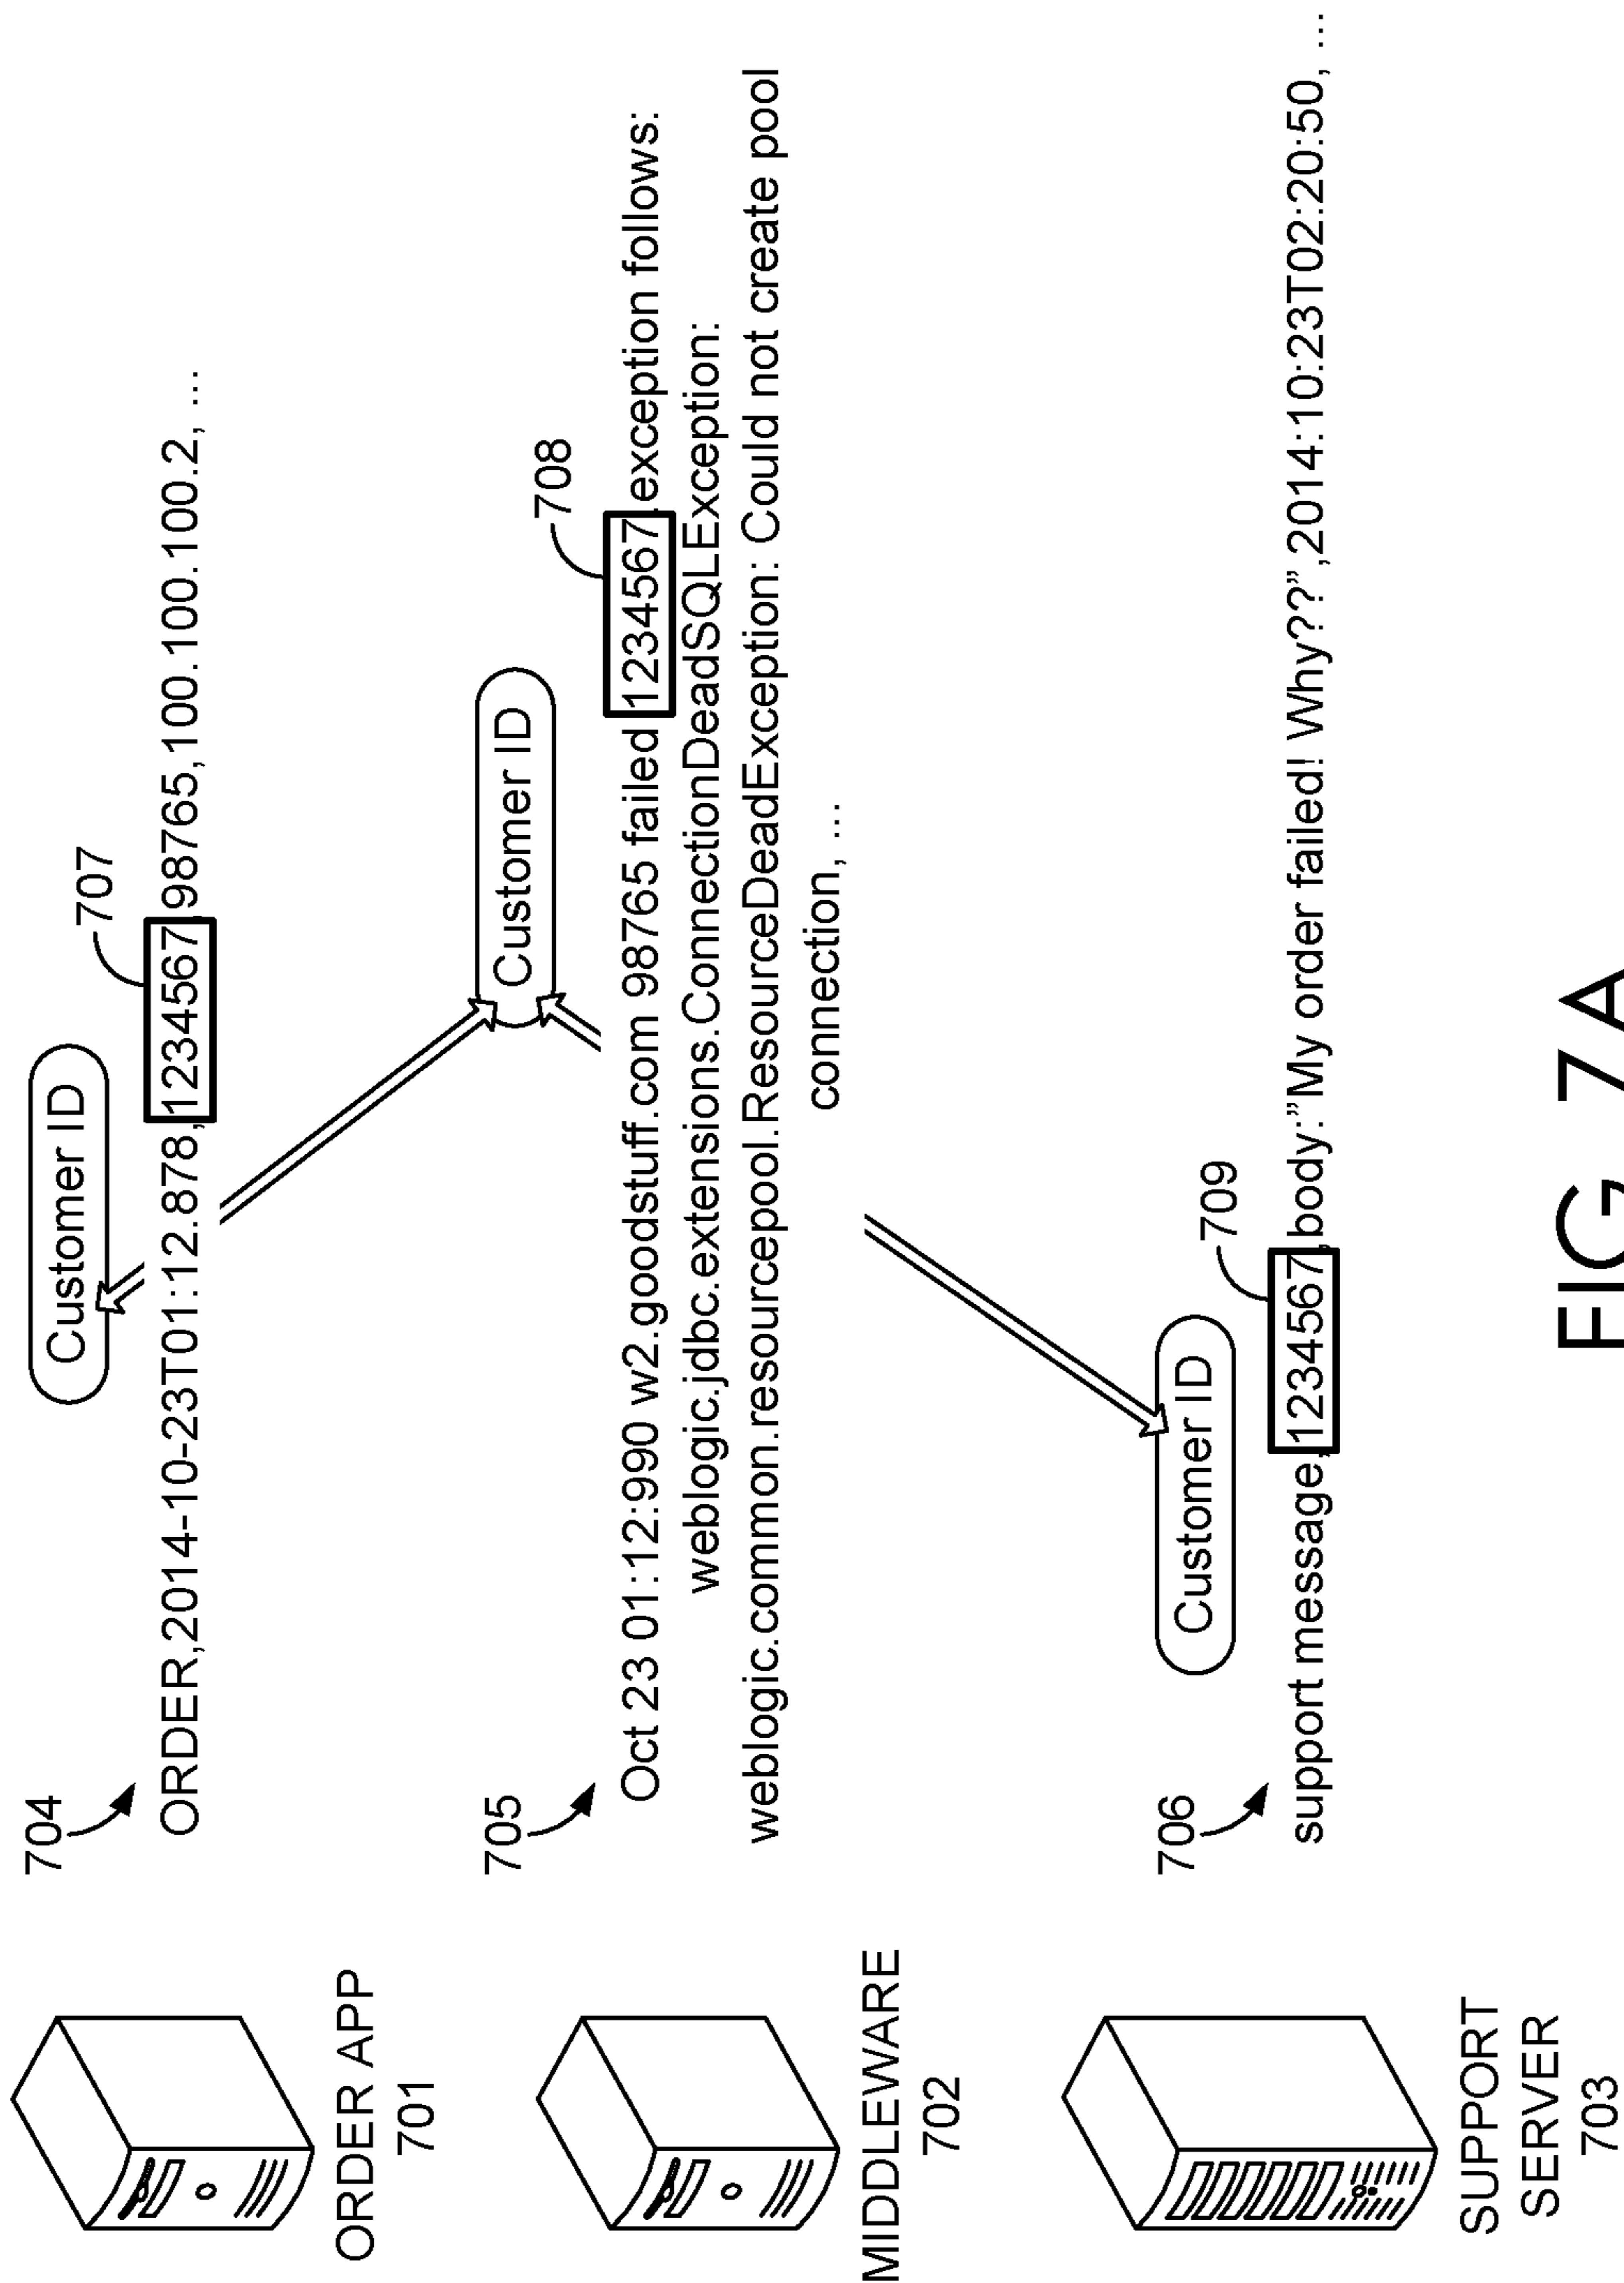 704
Customer ID
707
ORDER,2014-10-23T01:12.878,1234567,98765,100.100.100.2, ...
ORDER APP
701
705
Customer ID
708
Oct 23 01:12:990 w2.goodstuff.com 98765 failed 1234567,exception follows:
weblogic.jdbc.extensions.ConnectionDeadSQLException:
weblogic.common.resourcepool.ResourceDeadException: Could not create pool
connection, ...
MIDDLEWARE
702
706
Customer ID
709
support message,1234567,body:”My order failed! Why???”,2014:10:23T02:20:50, ...
SUPPORT
SERVER
703